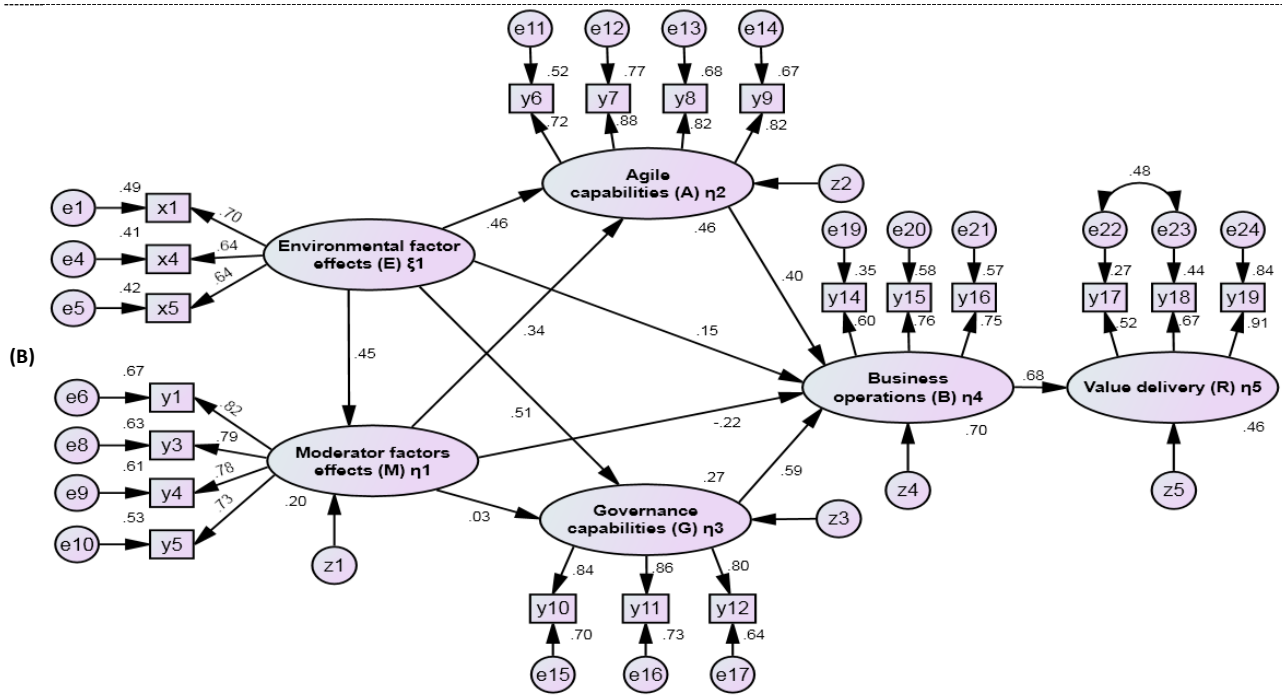 e11 e12 e13 e14
.52 .77 .68 .67
y6 y7 y8 y9
.72 .88 .82 .82
Agile
capabilities (A) η2
z2
.46
.46
e1 .49 x1 .70
e4 .41 x4 .64
e5 .42 x5 .64
Environmental factor
effects (E) ξ1
.48
e19 e20 e21
.35 .58 .57
y14 y15 y16
.60 .76 .75
e22 e23 e24
.27 .44 .84
y17 y18 y19
.52 .67 .91
.40
.15
.34
.45
(B)
Business
operations (B) η4
.70
.68
Value delivery (R) η5
.46
z4
z5
e6 .67 y1 .82
e8 .63 y3 .79
e9 .61 y4 .78
e10 .53 y5 .73
Moderator factors
effects (M) η1
.20
z1
.51
-.22
.03
.27
.59
Governance
capabilities (G) η3
z3
.84 .86 .80
y10 y11 y12
.70 .73 .64
e15 e16 e17